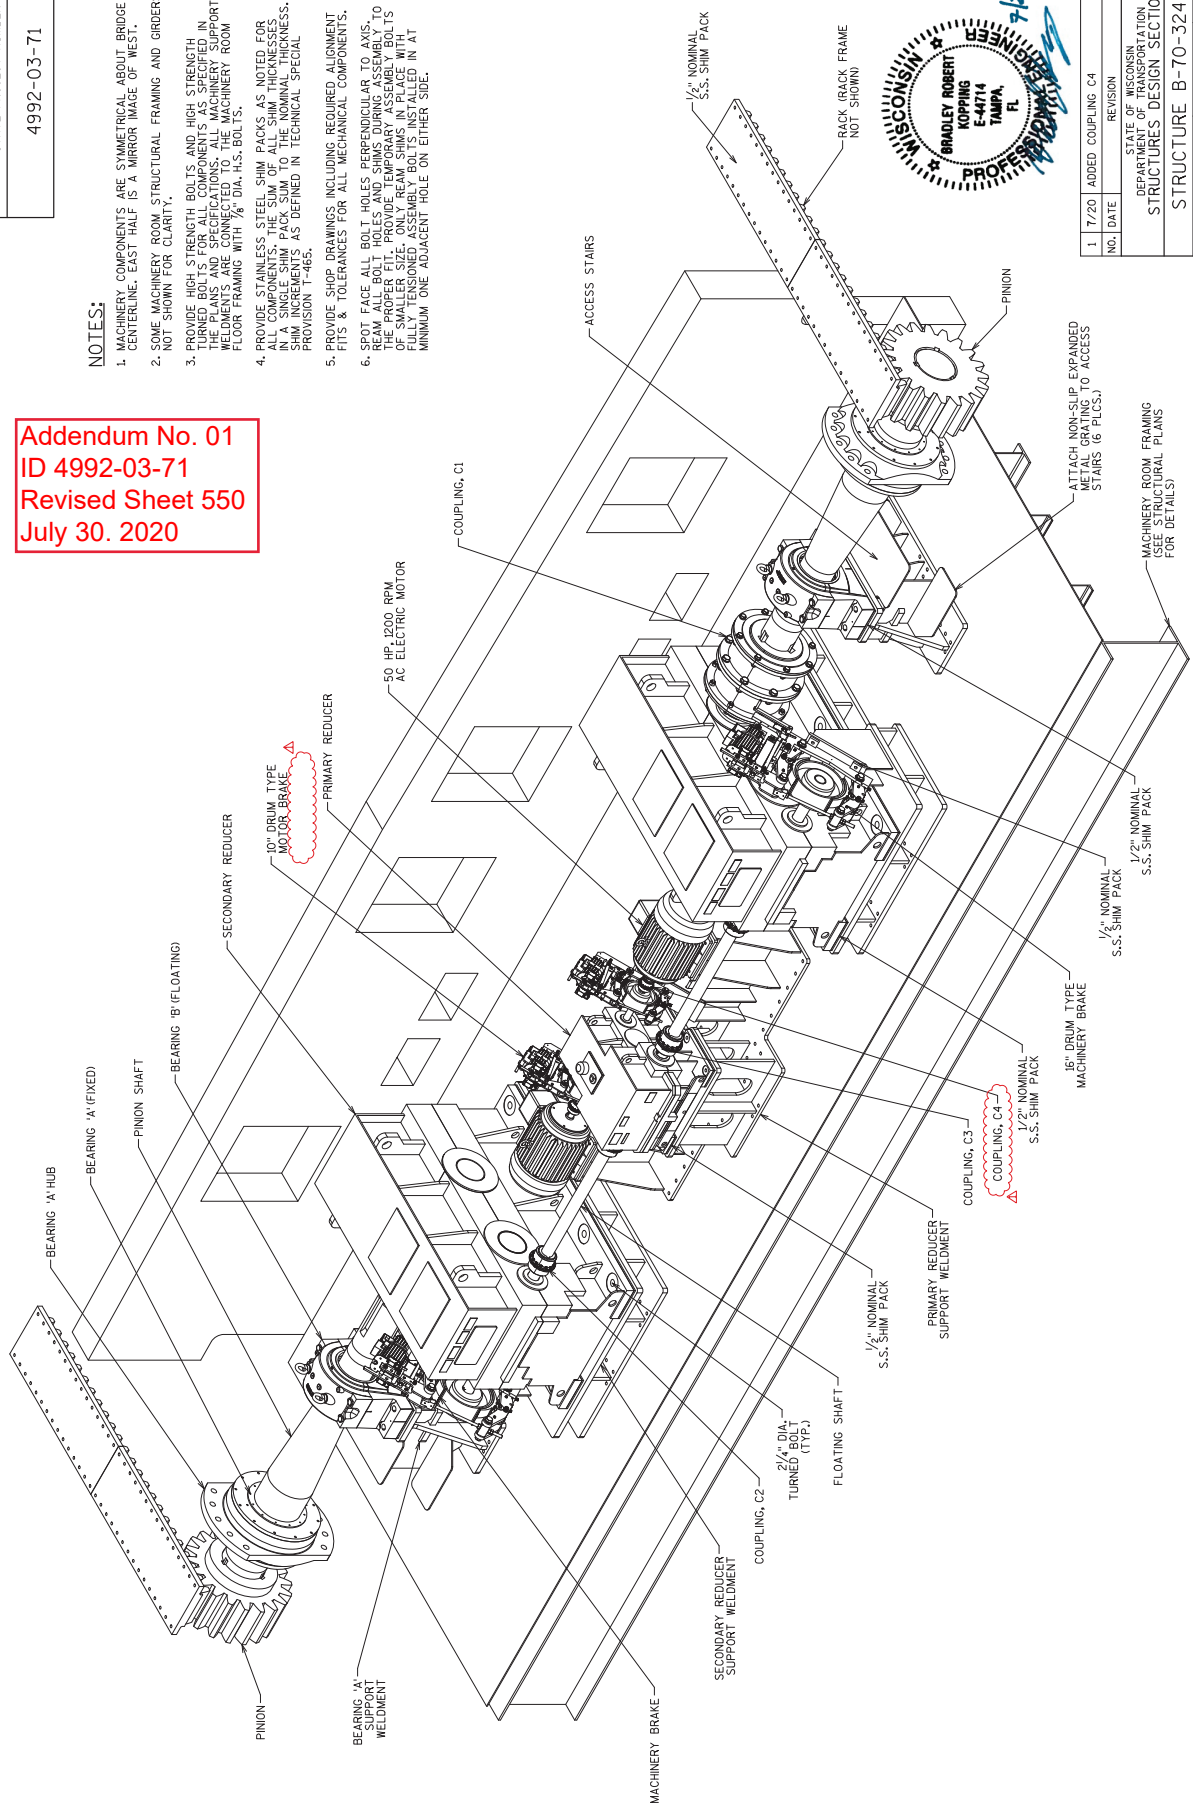 4992-03-71
NOTES:
1. MACHINERY COMPONENTS ARE SYMMETRICAL ABOUT BRIDGE
CENTERLINE. EAST HALF IS A MIRROR IMAGE OF WEST.
2. SOME MACHINERY ROOM STRUCTURAL FRAMING AND GIRDER
NOT SHOWN FOR CLARITY.
3. PROVIDE HIGH STRENGTH BOLTS AND HIGH STRENGTH
TURNED BOLTS FOR ALL COMPONENTS AS SPECIFIED IN
THE PLANS AND SPECIFICATIONS. ALL MACHINERY SUPPORT
WELDMENTS ARE CONNECTED TO THE MACHINERY ROOM
FLOOR FRAMING WITH 7/8" DIA. H.S. BOLTS.
4. PROVIDE STAINLESS STEEL SHIM PACKS AS NOTED FOR
ALL COMPONENTS. THE SUM OF ALL SHIM THICKNESSES
IN A SINGLE SHIM PACK SUM TO THE NOMINAL THICKNESS.
SHIM INCREMENTS AS DEFINED IN TECHNICAL SPECIAL
PROVISION T-465.
5. PROVIDE SHOP DRAWINGS INCLUDING REQUIRED ALIGNMENT
FITS & TOLERANCES FOR ALL MECHANICAL COMPONENTS.
6. SPOT FACE ALL BOLT HOLES PERPENDICULAR TO AXIS.
REAM ALL BOLT HOLES AND SHIMS DURING ASSEMBLY TO
THE PROPER FIT. PROVIDE TEMPORARY ASSEMBLY BOLTS
OF SMALLER SIZE. ONLY REAM SHIMS IN PLACE WITH
FULLY TENSIONED ASSEMBLY BOLTS INSTALLED IN AT
MINIMUM ONE ADJACENT HOLE ON EITHER SIDE.
Addendum No. 01
ID 4992-03-71
Revised Sheet 550
July 30. 2020
BEARING 'A' HUB
BEARING 'A' (FIXED)
PINION SHAFT
BEARING 'B' (FLOATING)
SECONDARY REDUCER
10" DRUM TYPE
MOTOR BRAKE
1
PRIMARY REDUCER
50 HP, 1200 RPM
AC ELECTRIC MOTOR
COUPLING, C1
ACCESS STAIRS
1/2" NOMINAL
S.S. SHIM PACK
RACK (RACK FRAME
NOT SHOWN)
PINION
ATTACH NON-SLIP EXPANDED
METAL GRATING TO ACCESS
STAIRS (6 PLCS.)
MACHINERY ROOM FRAMING
(SEE STRUCTURAL PLANS
FOR DETAILS)
1/2" NOMINAL
S.S. SHIM PACK
1/2" NOMINAL
S.S. SHIM PACK
16" DRUM TYPE
MACHINERY BRAKE
1/2" NOMINAL
S.S. SHIM PACK
COUPLING, C4
1
COUPLING, C3
PRIMARY REDUCER
SUPPORT WELDMENT
1/2" NOMINAL
S.S. SHIM PACK
FLOATING SHAFT
2 1/4" DIA.
TURNED BOLT
(TYP.)
COUPLING, C2
SECONDARY REDUCER
SUPPORT WELDMENT
MACHINERY BRAKE
BEARING 'A'
SUPPORT
WELDMENT
PINION
WISCONSIN
BRADLEY ROBERT
KOPPING
E-44714
TAMPA,
FL
PROFESSIONAL ENGINEER
1 7/20 ADDED COUPLING C4
NO. DATE REVISION
STATE OF WISCONSIN
DEPARTMENT OF TRANSPORTATION
STRUCTURES DESIGN SECTIO
STRUCTURE B-70-324